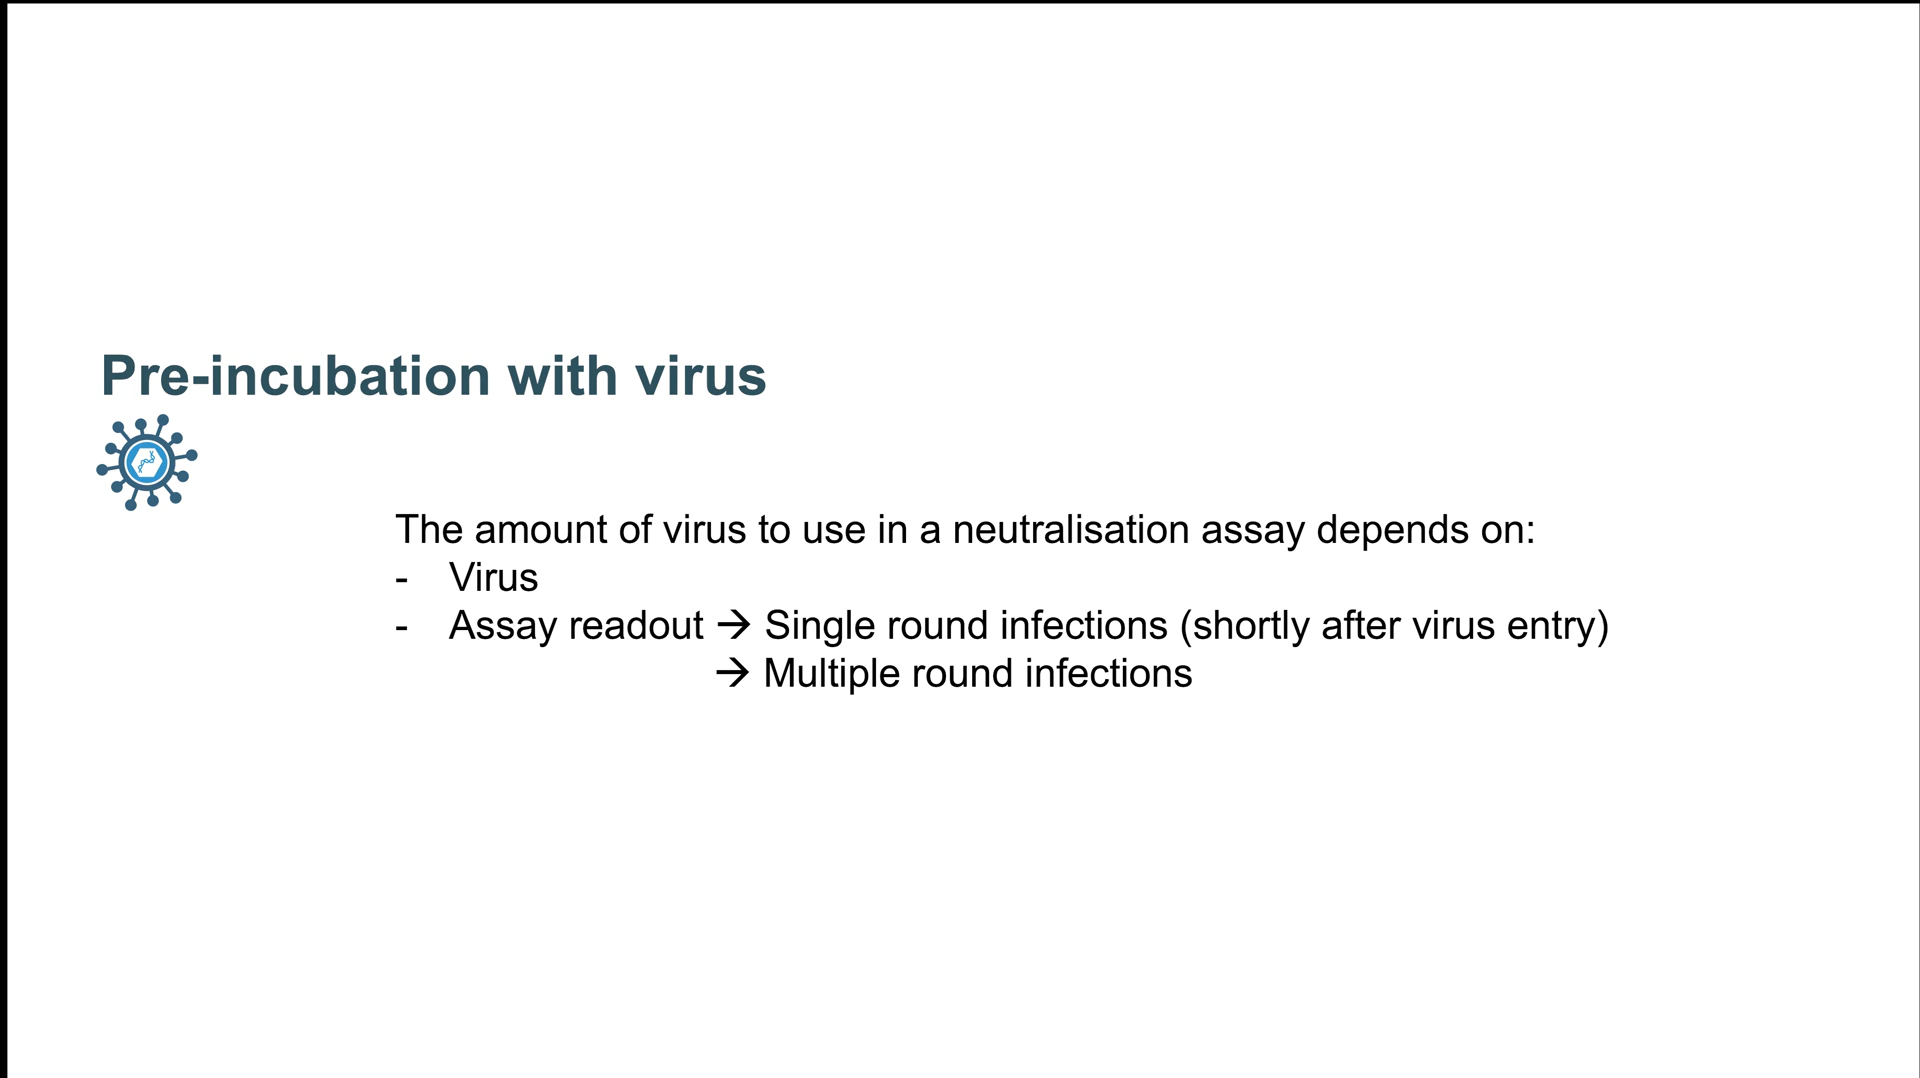 Pre-incubation with virus
The amount of virus to use in a neutralisation assay depends on:
- Virus
- Assay readout → Single round infections (shortly after virus entry)
→ Multiple round infections